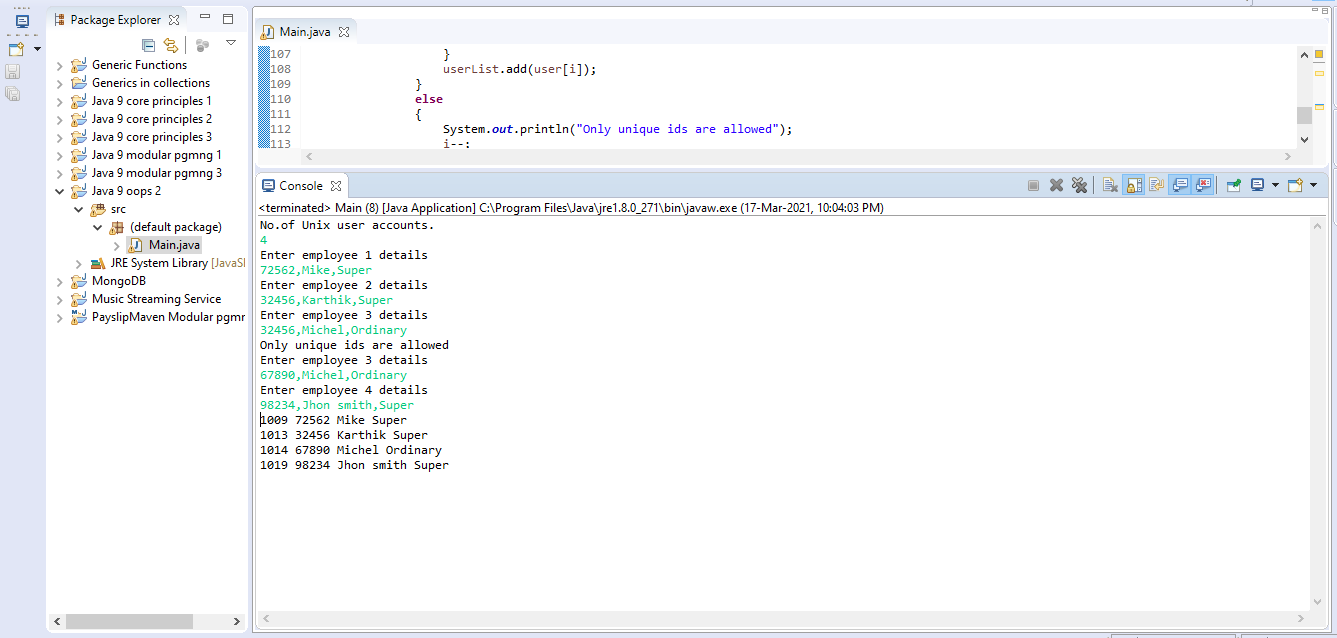 Package Explorer
Generic Functions
Generics in collections
Java 9 core principles 1
Java 9 core principles 2
Java 9 core principles 3
Java 9 modular pgmng 1
Java 9 modular pgmng 3
Java 9 oops 2
src
(default package)
Main.java
JRE System Library [JavaSI
MongoDB
Music Streaming Service
PayslipMaven Modular pgmr
Main.java
107 }
108 userList.add(user[i]);
109 }
110 else
111 {
112 System.out.println("Only unique ids are allowed");
113 i--;
Console
<terminated> Main (8) [Java Application] C:\Program Files\Java\jre1.8.0_271\bin\javaw.exe (17-Mar-2021, 10:04:03 PM)
No.of Unix user accounts.
4
Enter employee 1 details
72562,Mike,Super
Enter employee 2 details
32456,Karthik,Super
Enter employee 3 details
32456,Michel,Ordinary
Only unique ids are allowed
Enter employee 3 details
67890,Michel,Ordinary
Enter employee 4 details
98234,Jhon smith,Super
1009 72562 Mike Super
1013 32456 Karthik Super
1014 67890 Michel Ordinary
1019 98234 Jhon smith Super